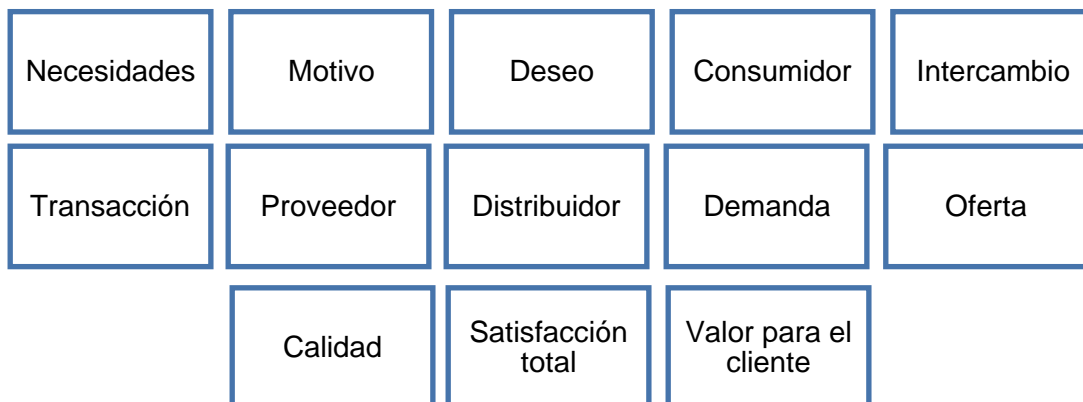 Necesidades
Motivo
Deseo
Consumidor
Intercambio
Transacción
Proveedor
Distribuidor
Demanda
Oferta
Calidad
Satisfacción
total
Valor para el
cliente